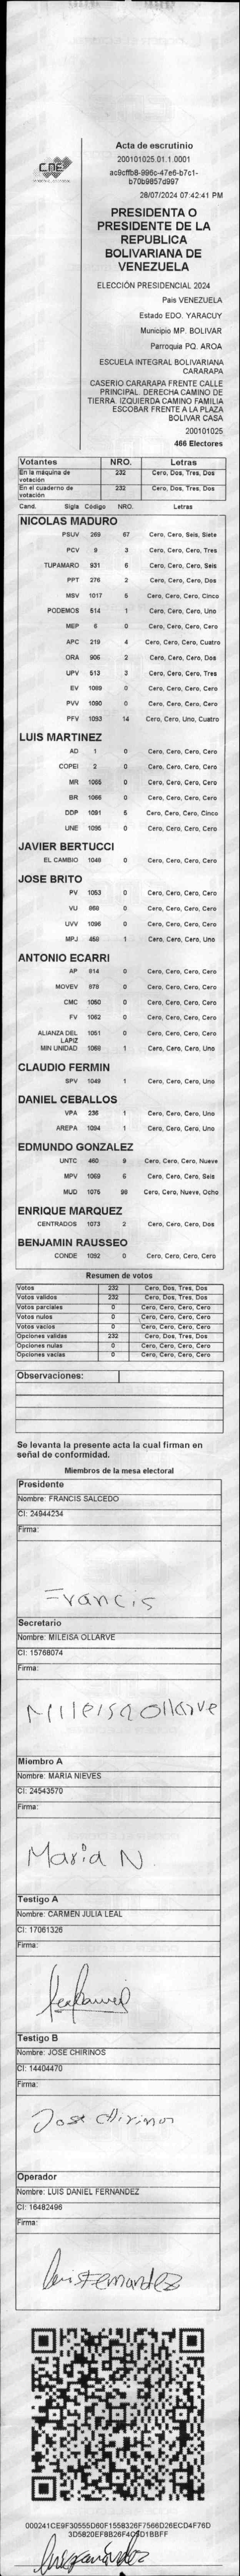 CNE
Acta de escrutinio
200101025.01.1.0001
ac9cffb8-996c-47e6-b7c1-
b70b9857d997
28/07/2024 07:42:41 PM
PRESIDENTA O
PRESIDENTE DE LA
REPUBLICA
BOLIVARIANA DE
VENEZUELA
ELECCIÓN PRESIDENCIAL 2024
Pais VENEZUELA
Estado EDO. YARACUY
Municipio MP. BOLIVAR
Parroquia PQ. AROA
ESCUELA INTEGRAL BOLIVARIANA
CARARAPA
CASERIO CARARAPA FRENTE CALLE
PRINCIPAL. DERECHA CAMINO DE
TIERRA. IZQUIERDA CAMINO FAMILIA
ESCOBAR FRENTE A LA PLAZA
BOLIVAR CASA
200101025
466 Electores
Votantes NRO. Letras
En la máquina de votación 232 Cero, Dos, Tres, Dos
En el cuaderno de votación 232 Cero, Dos, Tres, Dos
Cand. Sigla Código NRO. Letras
NICOLAS MADURO
PSUV 269 67 Cero, Cero, Seis, Siete
PCV 9 3 Cero, Cero, Cero, Tres
TUPAMARO 931 6 Cero, Cero, Cero, Seis
PPT 276 2 Cero, Cero, Cero, Dos
MSV 1017 5 Cero, Cero, Cero, Cinco
PODEMOS 514 1 Cero, Cero, Cero, Uno
MEP 6 0 Cero, Cero, Cero, Cero
APC 219 4 Cero, Cero, Cero, Cuatro
ORA 906 2 Cero, Cero, Cero, Dos
UPV 513 3 Cero, Cero, Cero, Tres
EV 1089 0 Cero, Cero, Cero, Cero
PVV 1090 0 Cero, Cero, Cero, Cero
PFV 1093 14 Cero, Cero, Uno, Cuatro
LUIS MARTINEZ
AD 1 0 Cero, Cero, Cero, Cero
COPEI 2 0 Cero, Cero, Cero, Cero
MR 1065 0 Cero, Cero, Cero, Cero
BR 1066 0 Cero, Cero, Cero, Cero
DDP 1091 5 Cero, Cero, Cero, Cinco
UNE 1095 0 Cero, Cero, Cero, Cero
JAVIER BERTUCCI
EL CAMBIO 1048 0 Cero, Cero, Cero, Cero
JOSE BRITO
PV 1053 0 Cero, Cero, Cero, Cero
VU 860 0 Cero, Cero, Cero, Cero
UVV 1096 0 Cero, Cero, Cero, Cero
MPJ 458 1 Cero, Cero, Cero, Uno
ANTONIO ECARRI
AP 914 0 Cero, Cero, Cero, Cero
MOVEV 878 0 Cero, Cero, Cero, Cero
CMC 1050 0 Cero, Cero, Cero, Cero
FV 1062 0 Cero, Cero, Cero, Cero
ALIANZA DEL LAPIZ 1051 0 Cero, Cero, Cero, Cero
MIN UNIDAD 1068 1 Cero, Cero, Cero, Uno
CLAUDIO FERMIN
SPV 1049 1 Cero, Cero, Cero, Uno
DANIEL CEBALLOS
VPA 236 1 Cero, Cero, Cero, Uno
AREPA 1094 1 Cero, Cero, Cero, Uno
EDMUNDO GONZALEZ
UNTC 460 9 Cero, Cero, Cero, Nueve
MPV 1069 6 Cero, Cero, Cero, Seis
MUD 1075 98 Cero, Cero, Nueve, Ocho
ENRIQUE MARQUEZ
CENTRADOS 1073 2 Cero, Cero, Cero, Dos
BENJAMIN RAUSSEO
CONDE 1092 0 Cero, Cero, Cero, Cero
Resumen de votos
Votos 232 Cero, Dos, Tres, Dos
Votos validos 232 Cero, Dos, Tres, Dos
Votos parciales 0 Cero, Cero, Cero, Cero
Votos nulos 0 Cero, Cero, Cero, Cero
Votos vacios 0 Cero, Cero, Cero, Cero
Opciones validas 232 Cero, Dos, Tres, Dos
Opciones nulas 0 Cero, Cero, Cero, Cero
Opciones vacias 0 Cero, Cero, Cero, Cero
Observaciones:
Se levanta la presente acta la cual firman en
señal de conformidad.
Miembros de la mesa electoral
Presidente
Nombre: FRANCIS SALCEDO
CI: 24944234
Firma:
Francis
Secretario
Nombre: MILEISA OLLARVE
CI: 15768074
Firma:
Mileisa Ollarve
Miembro A
Nombre: MARIA NIEVES
CI: 24543570
Firma:
Maria N.
Testigo A
Nombre: CARMEN JULIA LEAL
CI: 17061326
Firma:
Testigo B
Nombre: JOSE CHIRINOS
CI: 14404470
Firma:
Jose Chirinos
Operador
Nombre: LUIS DANIEL FERNANDEZ
CI: 16482496
Firma:
Luis Fernandez
000241CE9F30555D60F1558326F7566D26ECD4F76D
3D5820EF8B26F4C9D1BBFF